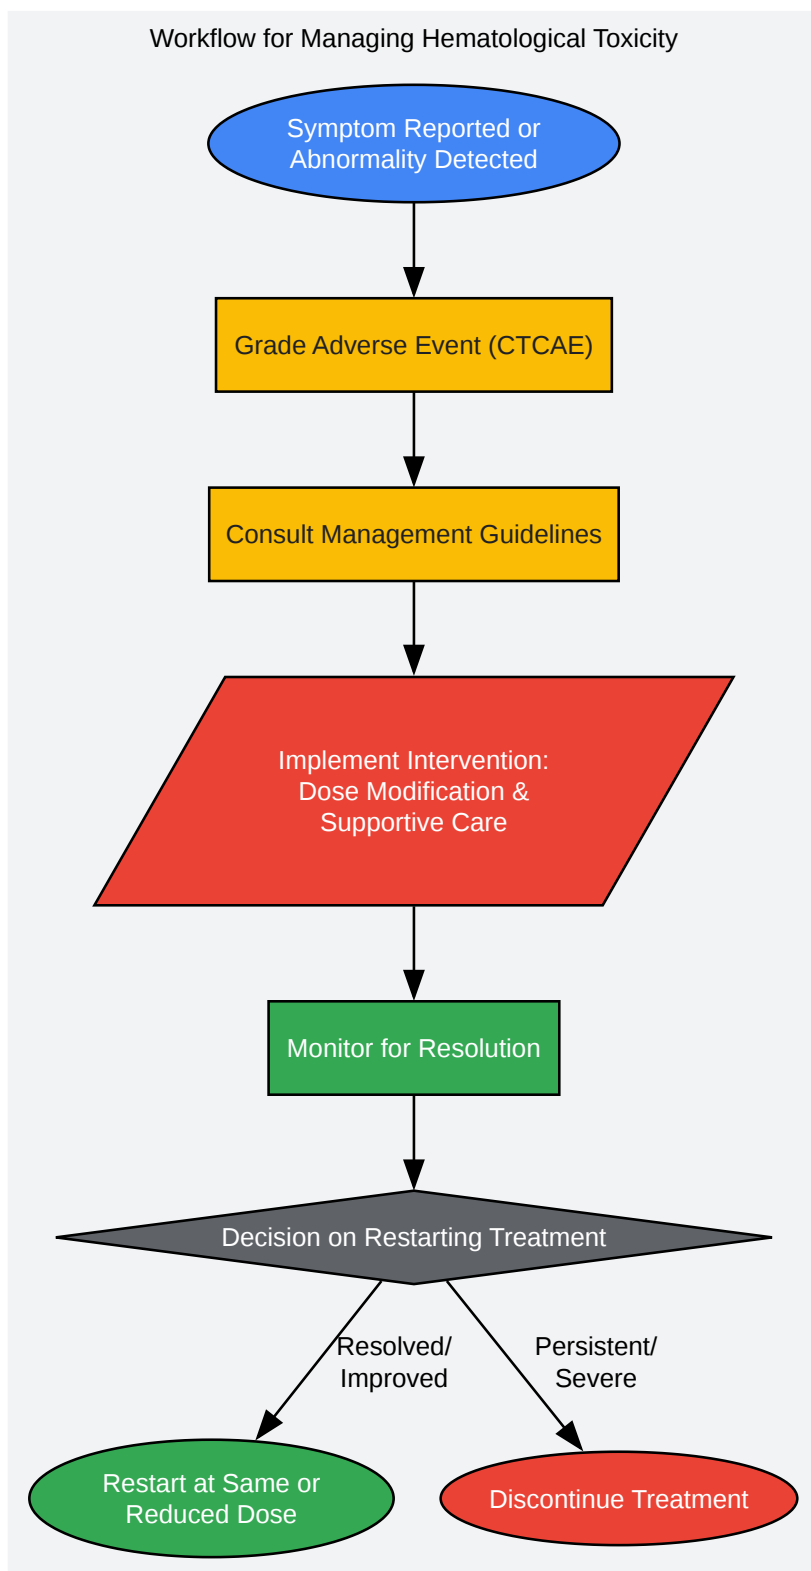 Workflow for Managing Hematological Toxicity
Symptom Reported or
Abnormality Detected
Grade Adverse Event (CTCAE)
Consult Management Guidelines
Implement Intervention:
Dose Modification &
Supportive Care
Monitor for Resolution
Decision on Restarting Treatment
Resolved/
Improved
Persistent/
Severe
Restart at Same or
Reduced Dose
Discontinue Treatment